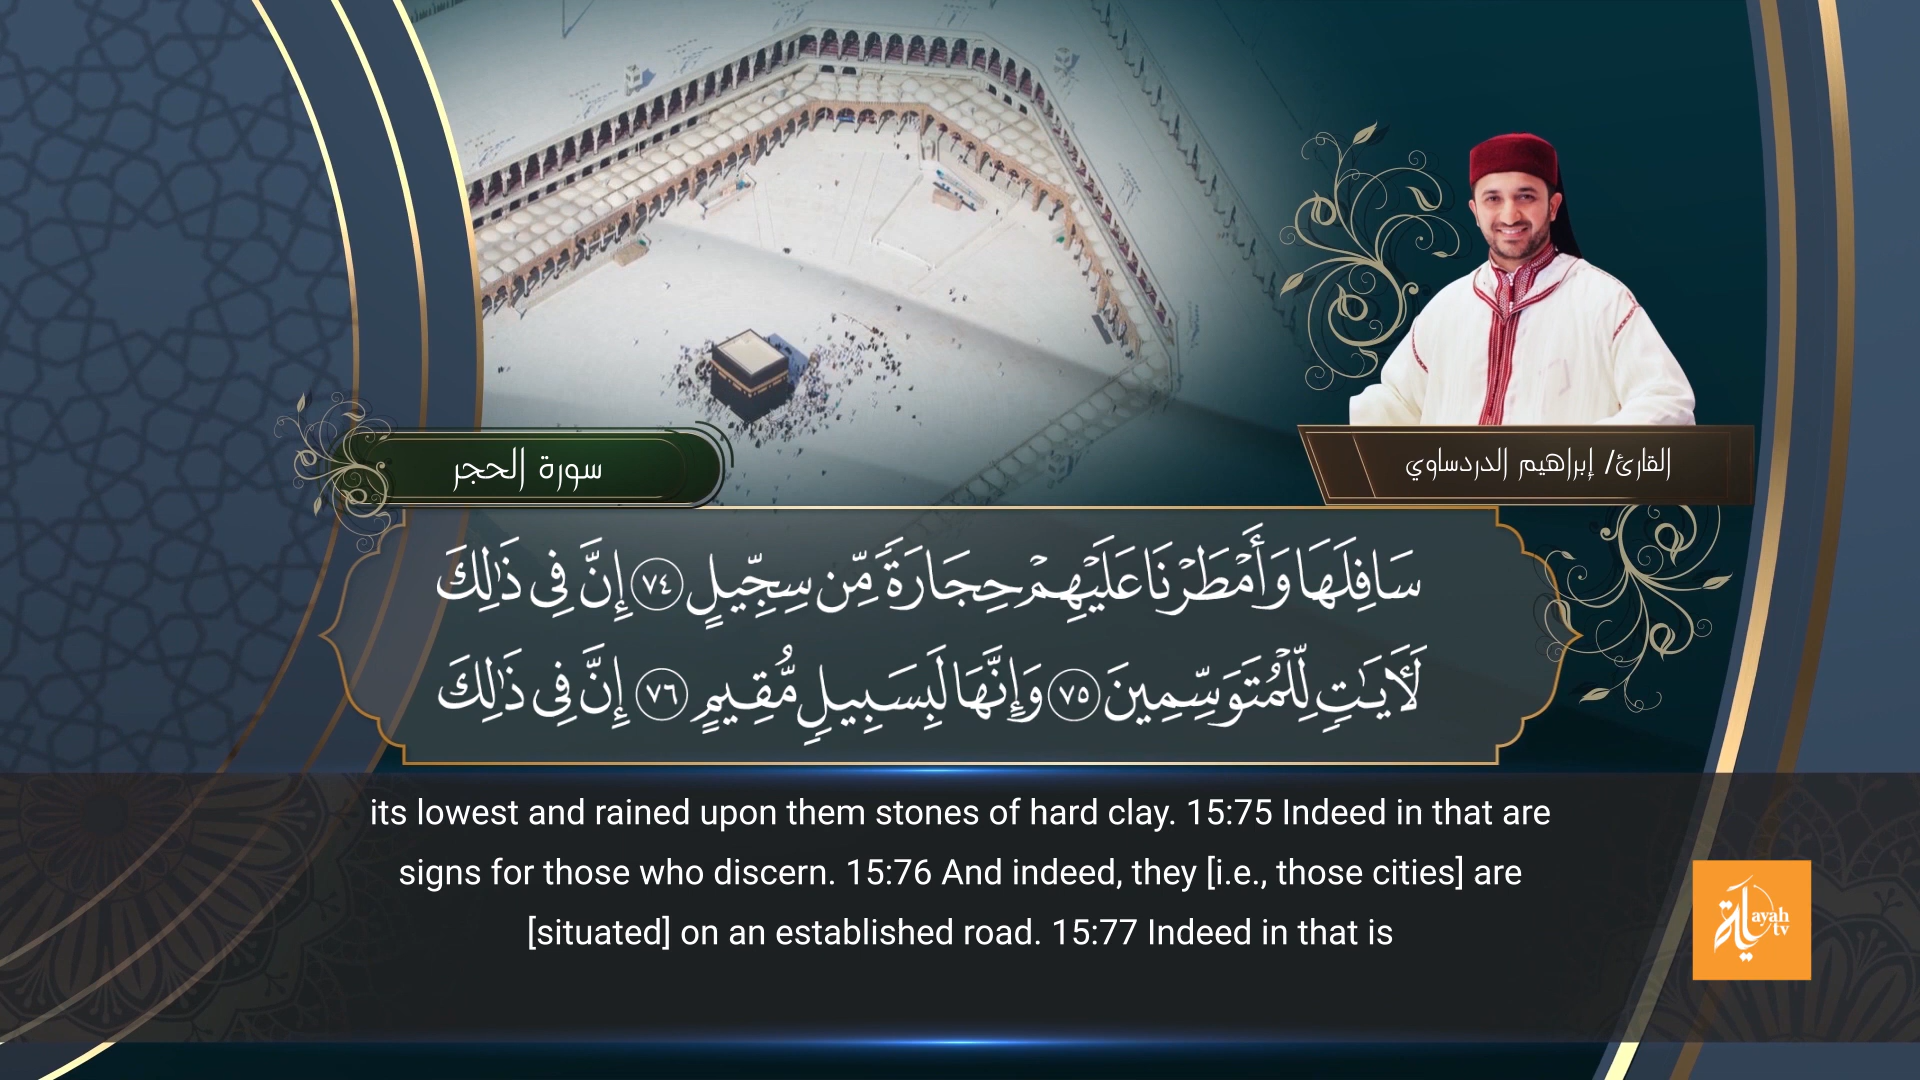 سورة الحجر
القارئ/ إبراهيم الدردساوي
سَافِلَهَا وَأَمْطَرْنَا عَلَيْهِمْ حِجَارَةً مِّن سِجِّيلٍ ٧٤ إِنَّ فِى ذَٰلِكَ
لَـَٔايَـٰتٍ لِّلْمُتَوَسِّمِينَ ٧٥ وَإِنَّهَا لَبِسَبِيلٍ مُّقِيمٍ ٧٦ إِنَّ فِى ذَٰلِكَ
its lowest and rained upon them stones of hard clay. 15:75 Indeed in that are
signs for those who discern. 15:76 And indeed, they [i.e., those cities] are
[situated] on an established road. 15:77 Indeed in that is
آية
ayah
tv